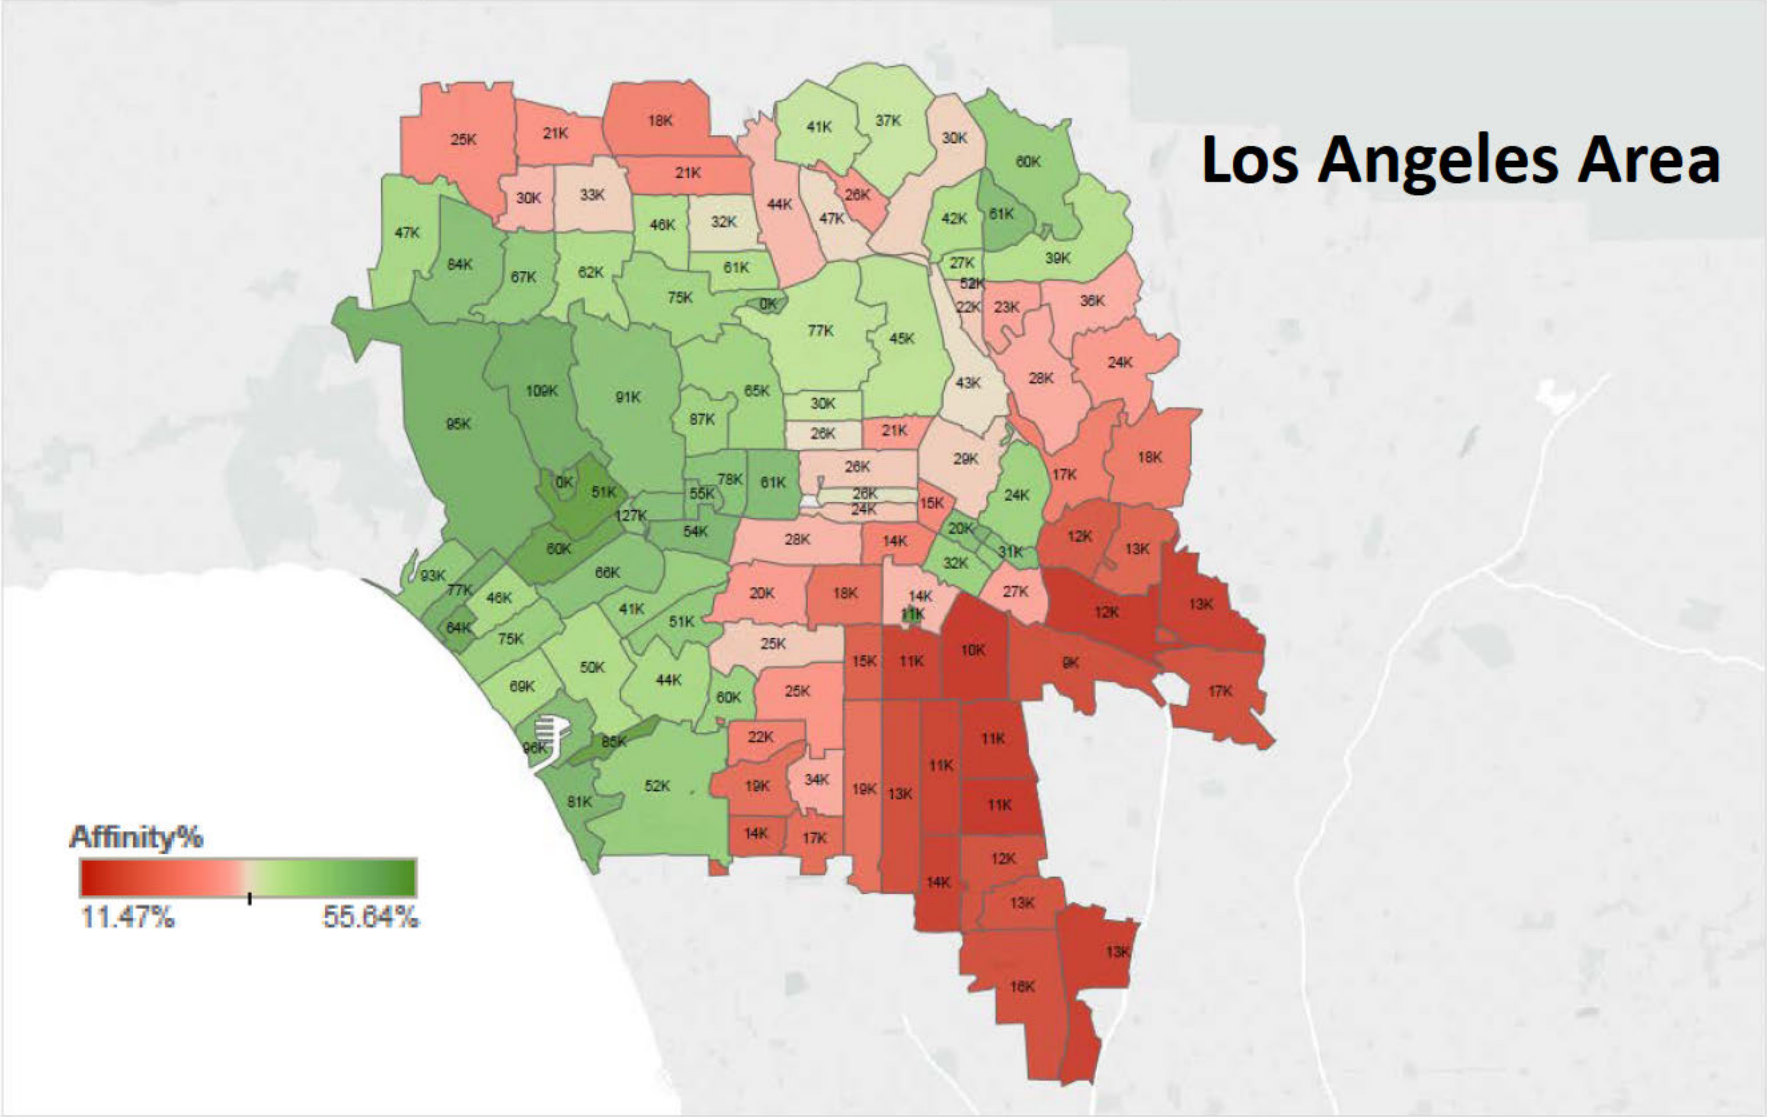 Los Angeles Area
25K
21K
18K
41K
37K
30K
60K
21K
30K
33K
44K
47K
26K
46K
32K
42K
61K
47K
84K
67K
62K
61K
27K
39K
75K
0K
52K
22K
23K
36K
77K
45K
109K
91K
65K
43K
28K
24K
95K
87K
30K
26K
21K
29K
17K
18K
0K
51K
55K
78K
61K
26K
26K
24K
15K
24K
127K
54K
28K
14K
20K
31K
12K
13K
60K
66K
32K
93K
77K
46K
41K
20K
18K
14K
11K
27K
12K
13K
64K
75K
51K
25K
15K
11K
10K
9K
17K
69K
50K
44K
60K
25K
96K
85K
22K
11K
11K
81K
52K
19K
34K
19K
13K
11K
14K
17K
12K
14K
13K
13K
16K
Affinity%
11.47%
55.64%